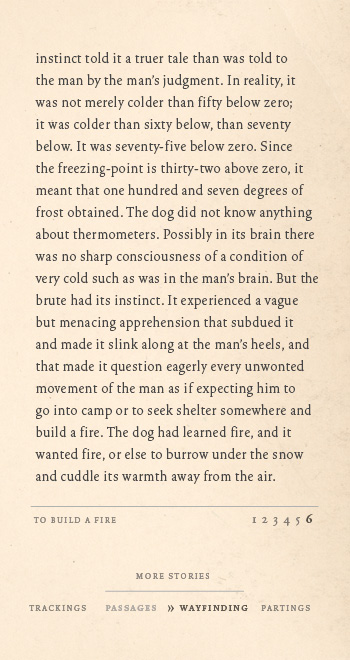 instinct told it a truer tale than was told to
the man by the man’s judgment. In reality, it
was not merely colder than fifty below zero;
it was colder than sixty below, than seventy
below. It was seventy-five below zero. Since
the freezing-point is thirty-two above zero, it
meant that one hundred and seven degrees of
frost obtained. The dog did not know anything
about thermometers. Possibly in its brain there
was no sharp consciousness of a condition of
very cold such as was in the man’s brain. But the
brute had its instinct. It experienced a vague
but menacing apprehension that subdued it
and made it slink along at the man’s heels, and
that made it question eagerly every unwonted
movement of the man as if expecting him to
go into camp or to seek shelter somewhere and
build a fire. The dog had learned fire, and it
wanted fire, or else to burrow under the snow
and cuddle its warmth away from the air.
TO BUILD A FIRE 1 2 3 4 5 6
MORE STORIES
TRACKINGS PASSAGES » WAYFINDING PARTINGS